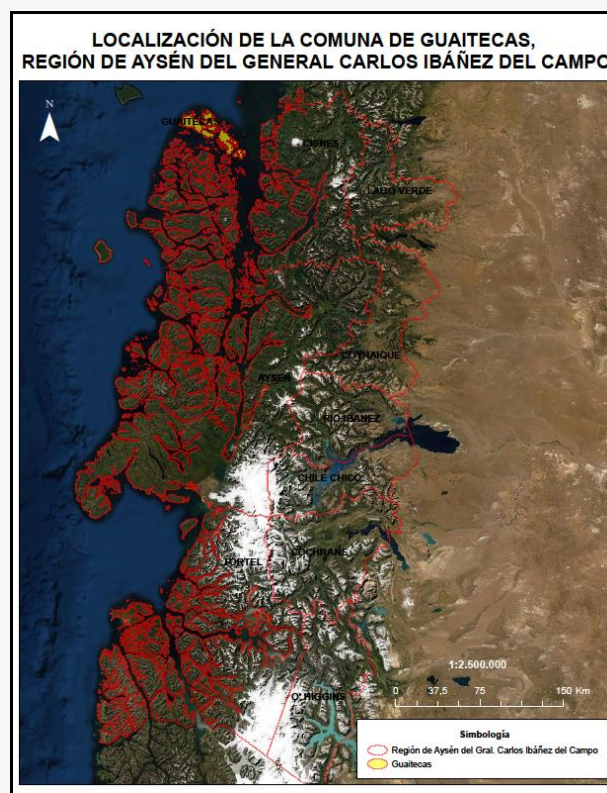 LOCALIZACIÓN DE LA COMUNA DE GUAITECAS,
REGIÓN DE AYSÉN DEL GENERAL CARLOS IBÁÑEZ DEL CAMPO
N
GUAITECAS
CISNES
LAGO VERDE
COYHAIQUE
AYSÉN
RÍO IBÁÑEZ
CHILE CHICO
COCHRANE
TORTEL
O'HIGGINS
1:2.500.000
0 37,5 75 150 Km
Simbología
Región de Aysén del Gral. Carlos Ibáñez del Campo
Guaitecas